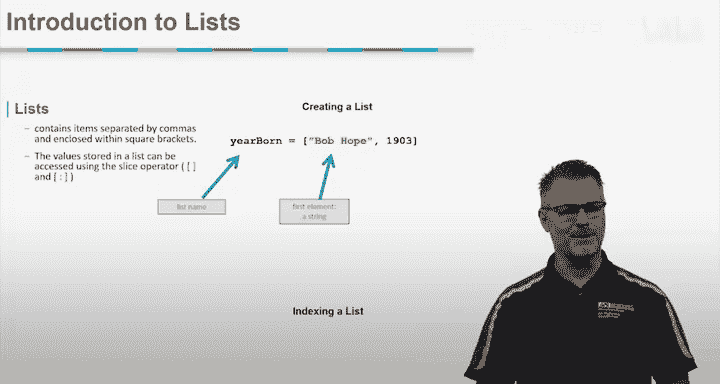 Introduction to Lists
Lists
– contains items separated by commas
and enclosed within square brackets.
– The values stored in a list can be
accessed using the slice operator ([ ]
and [:])
Creating a List
yearBorn = ["Bob Hope", 1903]
list name
first element:
a string
Indexing a List